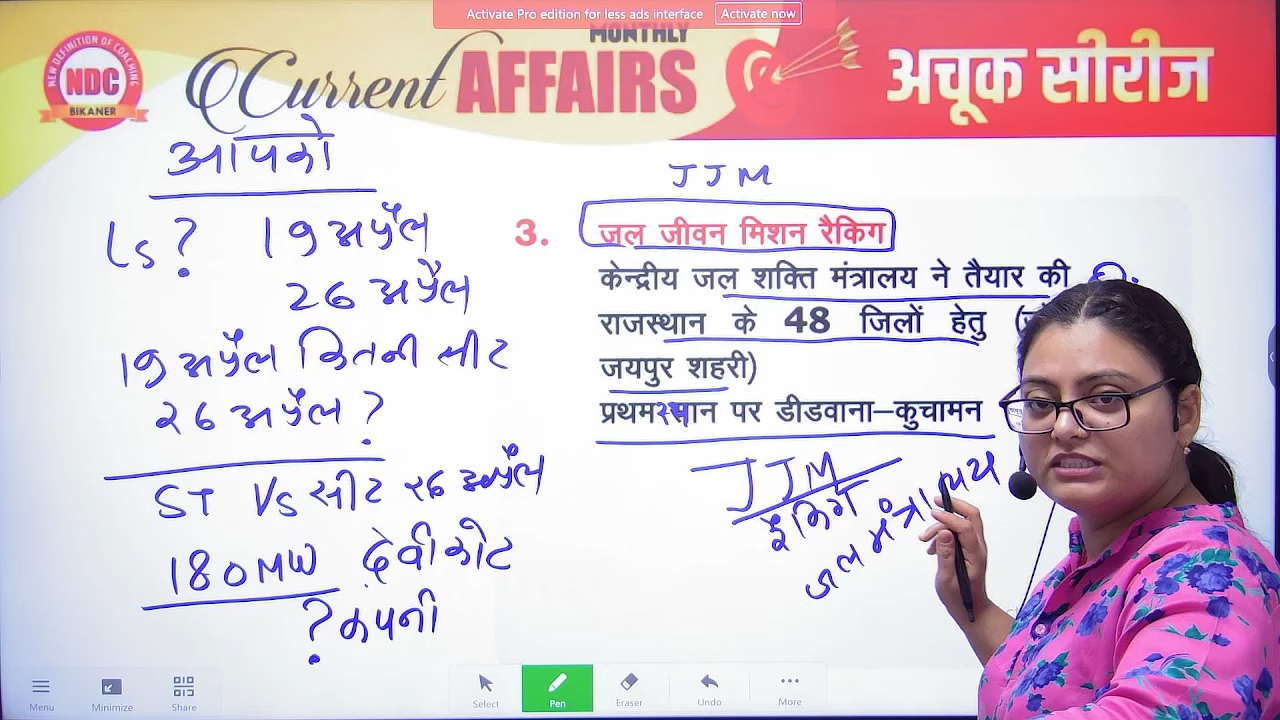 Activate Pro edition for less ads interface Activate now
NEW DEFINITION OF COACHING
NDC
BIKANER
MONTHLY
Current AFFAIRS
अचूक सीरीज
आपको
LS? 19 अप्रैल
26 अप्रैल
19 अप्रैल कितनी सीट
26 अप्रैल ?
ST Vs सीट 26 अप्रैल
180MW देवीकोट
? कंपनी
JJM
3. जल जीवन मिशन रैकिंग
केन्द्रीय जल शक्ति मंत्रालय ने तैयार की
राजस्थान के 48 जिलों हेतु
जयपुर शहरी)
प्रथम स्थान पर डीडवाना–कुचामन
JJM
रैंकिंग
जल मंत्रालय
Menu Minimize Share Select Pen Eraser Undo More